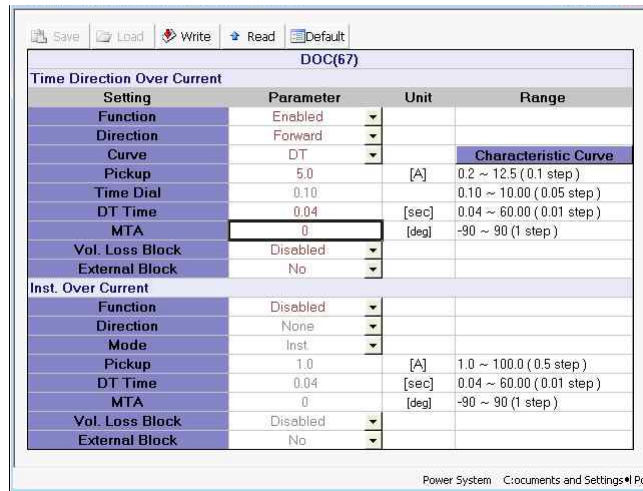 Save Load Write Read Default
DOC(67)
Time Direction Over Current
Setting Parameter Unit Range
Function Enabled
Direction Forward
Curve DT Characteristic Curve
Pickup 5.0 [A] 0.2 ~ 12.5 ( 0.1 step )
Time Dial 0.10 0.10 ~ 10.00 ( 0.05 step )
DT Time 0.04 [sec] 0.04 ~ 60.00 ( 0.01 step )
MTA 0 [deg] -90 ~ 90 (1 step )
Vol. Loss Block Disabled
External Block No
Inst. Over Current
Function Disabled
Direction None
Mode Inst
Pickup 1.0 [A] 1.0 ~ 100.0 ( 0.5 step )
DT Time 0.04 [sec] 0.04 ~ 60.00 ( 0.01 step )
MTA 0 [deg] -90 ~ 90 (1 step )
Vol. Loss Block Disabled
External Block No
Power System C:ocuments and Settings